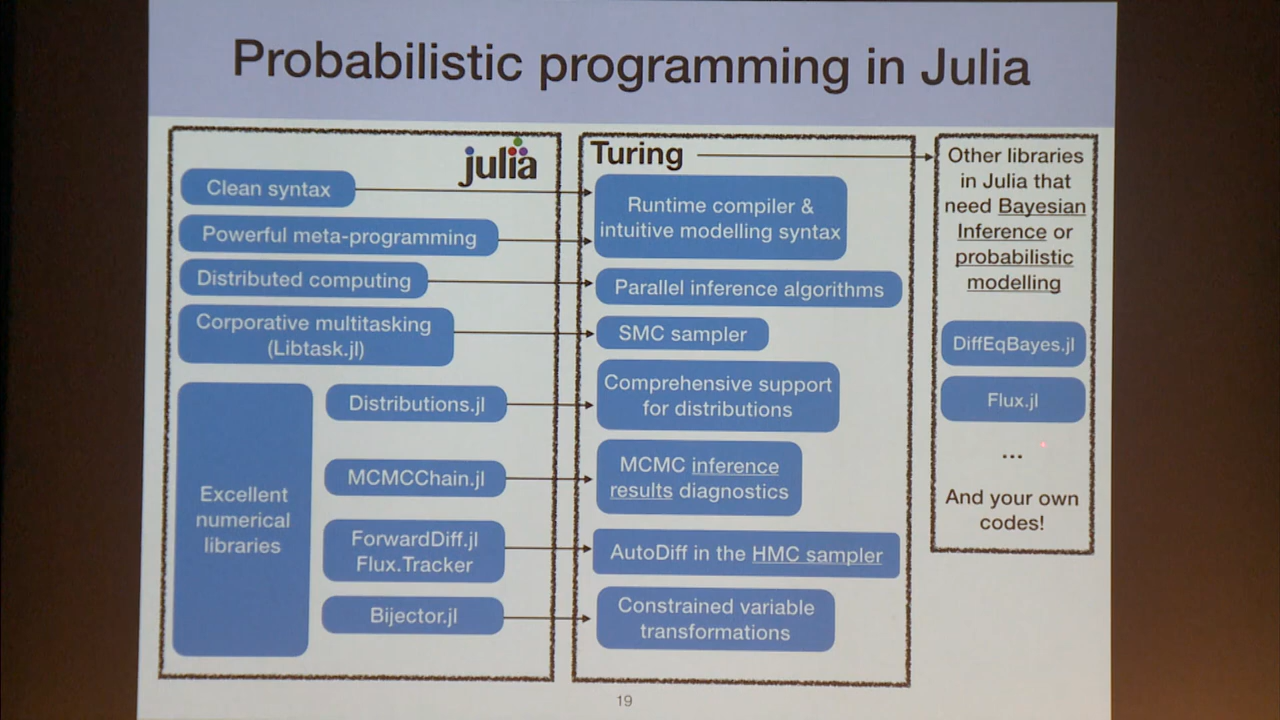 Probabilistic programming in Julia
julia
Clean syntax
Powerful meta-programming
Distributed computing
Corporative multitasking
(Libtask.jl)
Excellent
numerical
libraries
Distributions.jl
MCMCChain.jl
ForwardDiff.jl
Flux.Tracker
Bijector.jl
Turing
Runtime compiler &
intuitive modelling syntax
Parallel inference algorithms
SMC sampler
Comprehensive support
for distributions
MCMC inference
results diagnostics
AutoDiff in the HMC sampler
Constrained variable
transformations
Other libraries
in Julia that
need Bayesian
Inference or
probabilistic
modelling
DiffEqBayes.jl
Flux.jl
...
And your own
codes!
19